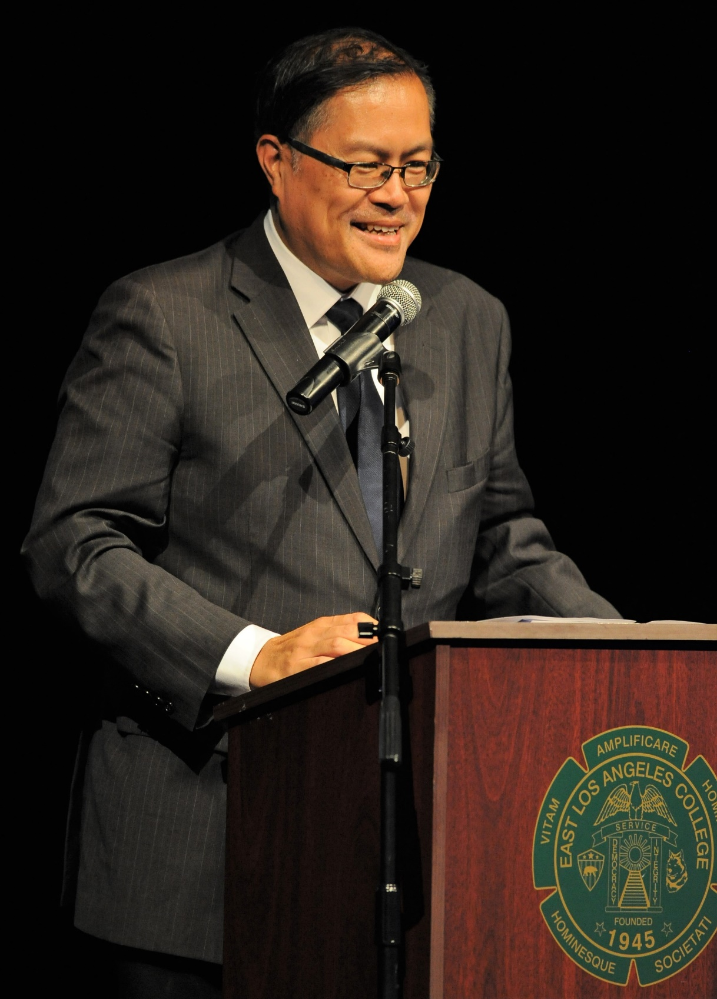 AMPLIFICARE
VITAM
EAST LOS ANGELES COLLEGE
SERVICE
DEMOCRACY
INTEGRITY
FOUNDED
1945
HOMINESQUE
SOCIETATI